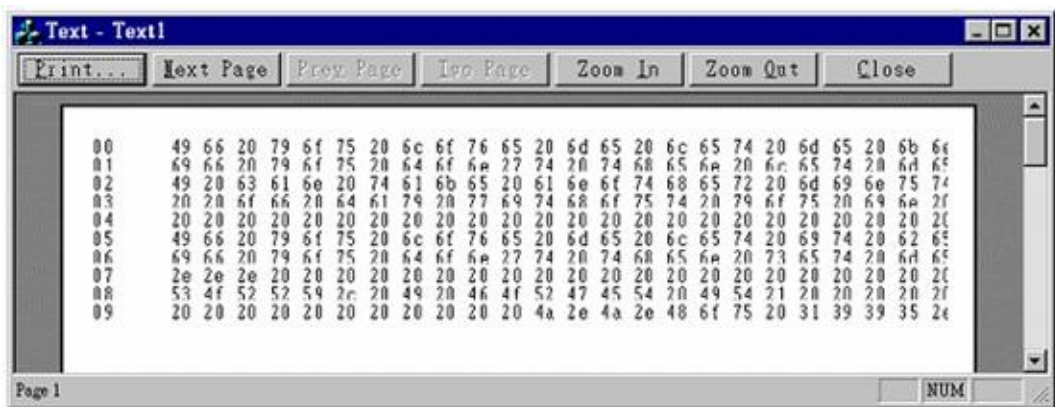 Text - Text1
Print... Next Page Prev Page Two Page Zoom In Zoom Out Close
00 49 66 20 79 6f 75 20 6c 6f 76 65 20 6d 65 20 6c 65 74 20 6d 65 20 6b
01 69 66 20 79 6f 75 20 64 6f 6e 27 74 20 74 68 65 6e 20 6c 65 74 20 6d
02 49 20 63 61 6e 20 74 61 6b 65 20 61 6e 6f 74 68 65 72 20 6d 69 6e 75
03 20 20 6f 66 20 64 61 79 20 77 69 74 68 6f 75 74 20 79 6f 75 20 69 6e
04 20 20 20 20 20 20 20 20 20 20 20 20 20 20 20 20 20 20 20 20 20 20 20
05 49 66 20 79 6f 75 20 6c 6f 76 65 20 6d 65 20 6c 65 74 20 69 74 20 62
06 69 66 20 79 6f 75 20 64 6f 6e 27 74 20 74 68 65 6e 20 73 65 74 20 6d
07 2e 2e 2e 20 20 20 20 20 20 20 20 20 20 20 20 20 20 20 20 20 20 20 20
08 53 4f 52 52 59 2c 20 49 20 46 4f 52 47 45 54 20 49 54 21 20 20 20 20
09 20 20 20 20 20 20 20 20 20 20 20 4a 2e 4a 2e 48 6f 75 20 31 39 39 35
Page 1 NUM